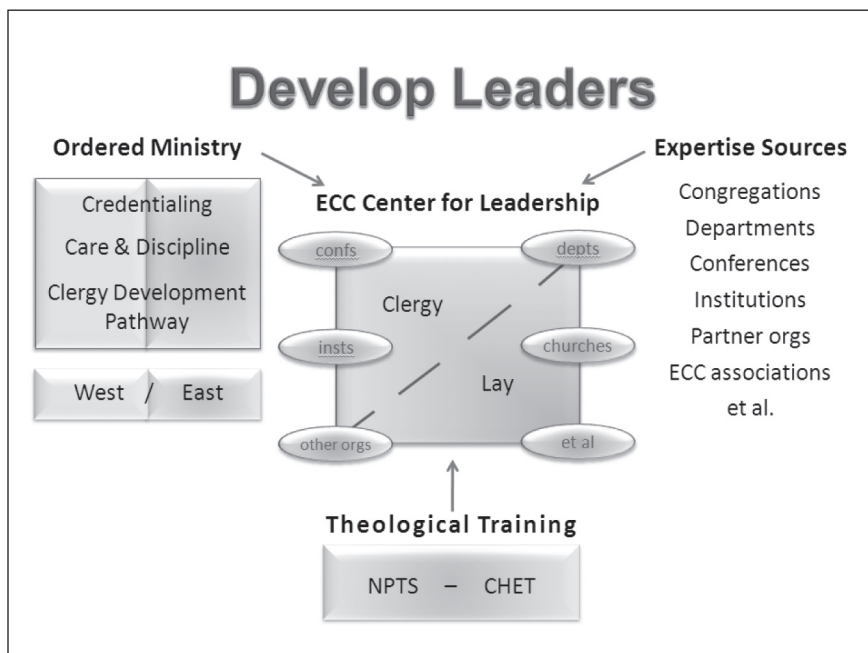 Develop Leaders
Ordered Ministry
Credentialing
Care & Discipline
Clergy Development
Pathway
West / East
ECC Center for Leadership
confs
depts
Clergy
insts
churches
Lay
other orgs
et al
Expertise Sources
Congregations
Departments
Conferences
Institutions
Partner orgs
ECC associations
et al.
Theological Training
NPTS – CHET